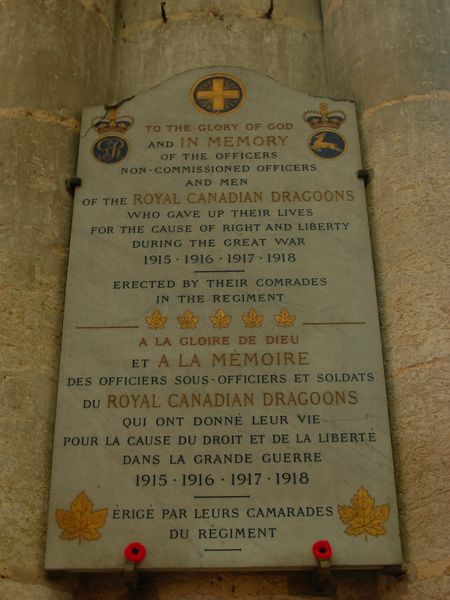 TO THE GLORY OF GOD
AND IN MEMORY
OF THE OFFICERS
NON-COMMISSIONED OFFICERS
AND MEN
OF THE ROYAL CANADIAN DRAGOONS
WHO GAVE UP THEIR LIVES
FOR THE CAUSE OF RIGHT AND LIBERTY
DURING THE GREAT WAR
1915 · 1916 · 1917 · 1918
ERECTED BY THEIR COMRADES
IN THE REGIMENT
A LA GLOIRE DE DIEU
ET A LA MÉMOIRE
DES OFFICIERS SOUS-OFFICIERS ET SOLDATS
DU ROYAL CANADIAN DRAGOONS
QUI ONT DONNÉ LEUR VIE
POUR LA CAUSE DU DROIT ET DE LA LIBERTÉ
DANS LA GRANDE GUERRE
1915 · 1916 · 1917 · 1918
ÉRIGÉ PAR LEURS CAMARADES
DU RÉGIMENT